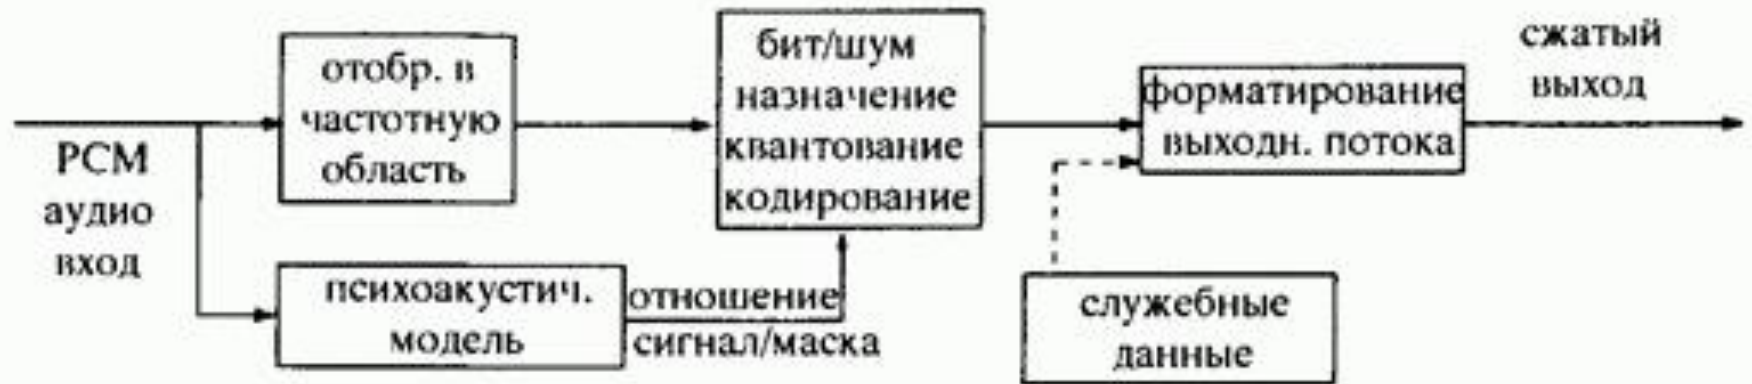 PCM
аудио
вход
отобр. в
частотную
область
психоакустич.
модель
отношение
сигнал/маска
бит/шум
назначение
квантование
кодирование
форматирование
выходн. потока
служебные
данные
сжатый
выход